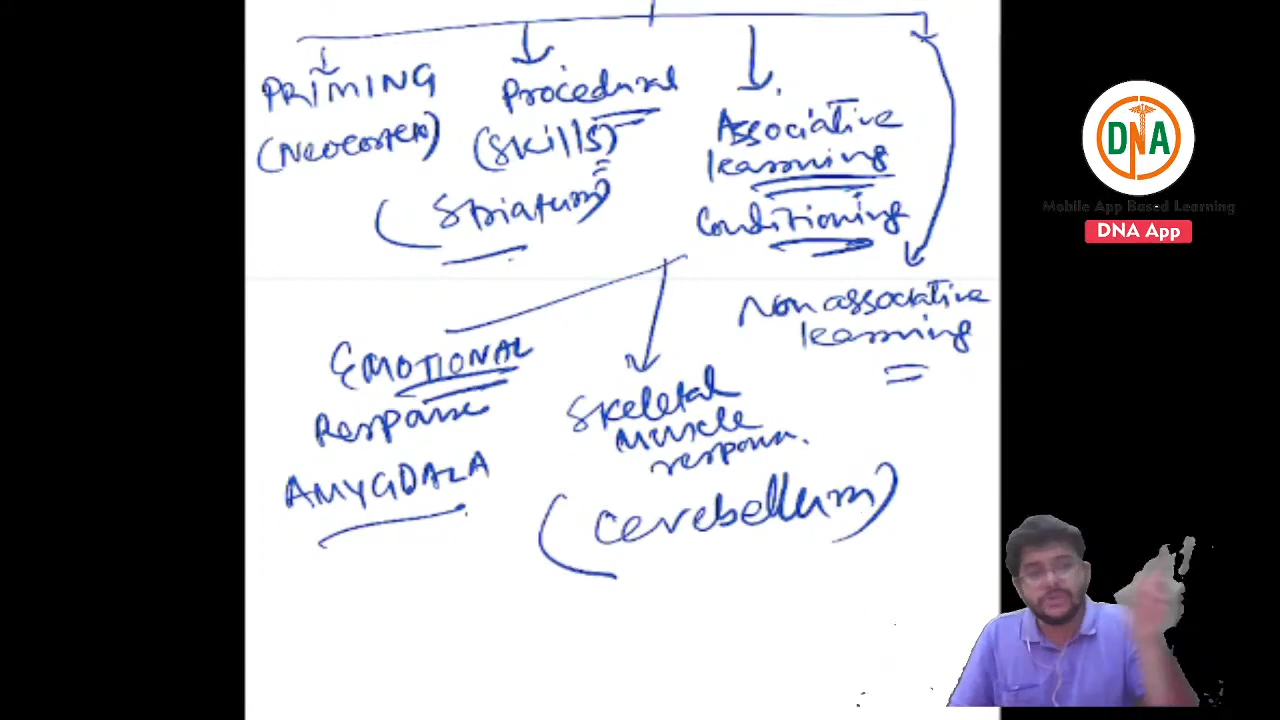 PRIMING
(Neocortex)
Procedural
(Skills)
(Striatum)
Associative
learning
Conditioning
Non associative
learning
EMOTIONAL
Response
AMYGDALA
Skeletal
muscle
respon.
(Cerebellum)
DNA
Mobile App Based Learning
DNA App